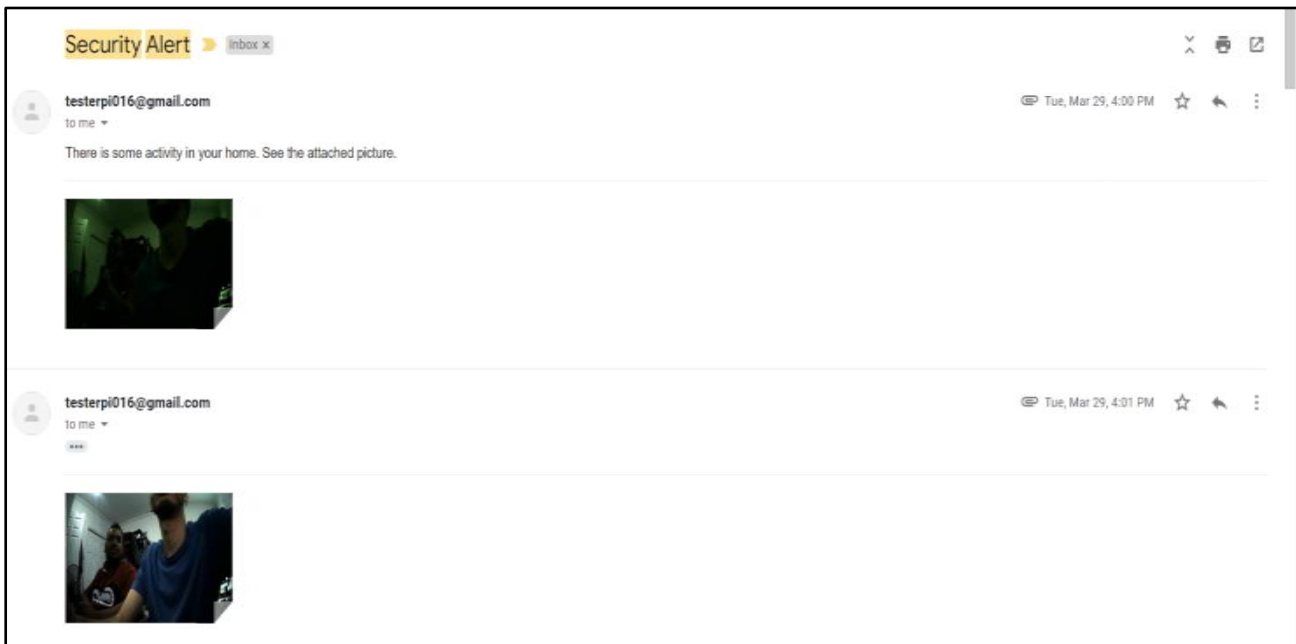 Security Alert Inbox x
testerpi016@gmail.com Tue, Mar 29, 4:00 PM
to me
There is some activity in your home. See the attached picture.
testerpi016@gmail.com Tue, Mar 29, 4:01 PM
to me